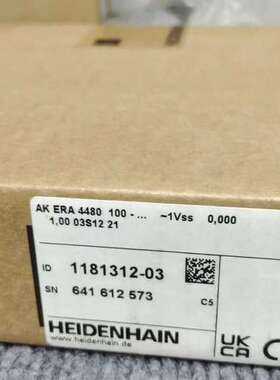 AK ERA 4480 100 - ... ~1Vss 0,000
1,00 03S12 21
ID 1181312-03
SN 641 612 573
C5
HEIDENHAIN
www.heidenhain.de
UK
CA